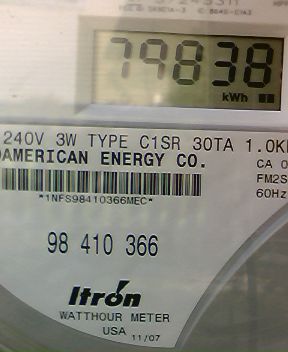 79838
kWh
240V 3W TYPE C1SR 30TA 1.0K
AMERICAN ENERGY CO.
CA 0
FM2S
60Hz
*1NFS98410366MEC*
98 410 366
Itron
WATTHOUR METER
USA 11/07